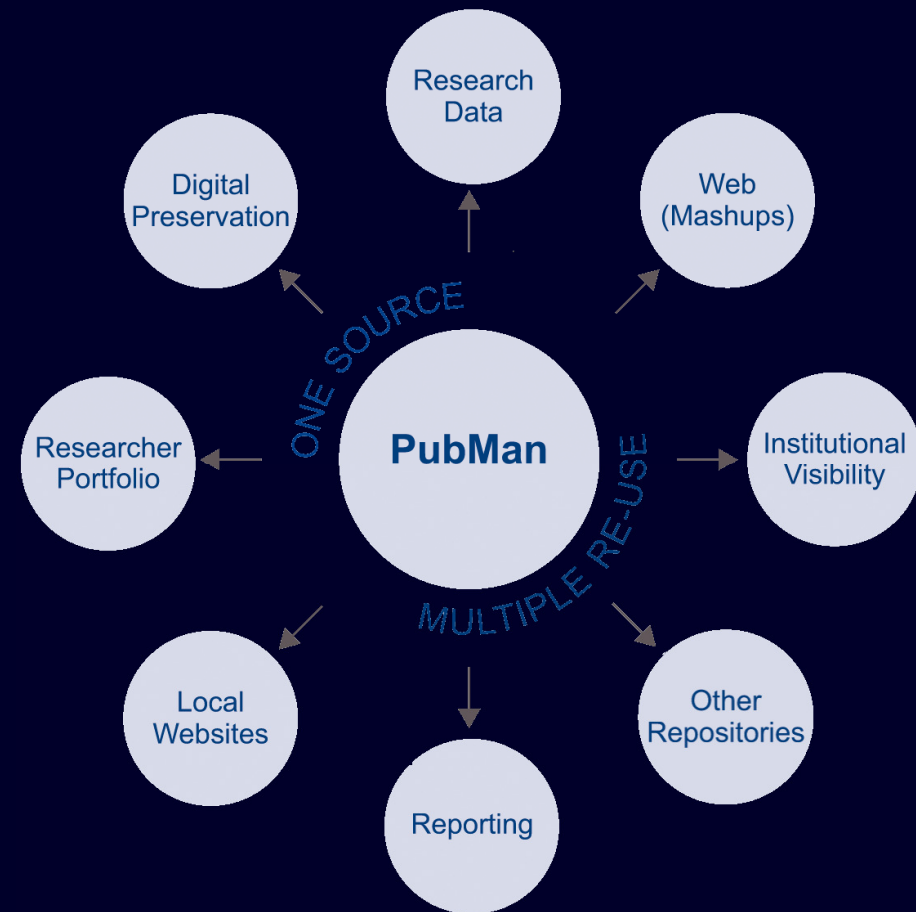 Research
Data
Digital
Preservation
Web
(Mashups)
ONE SOURCE
PubMan
MULTIPLE RE-USE
Researcher
Portfolio
Institutional
Visibility
Local
Websites
Other
Repositories
Reporting